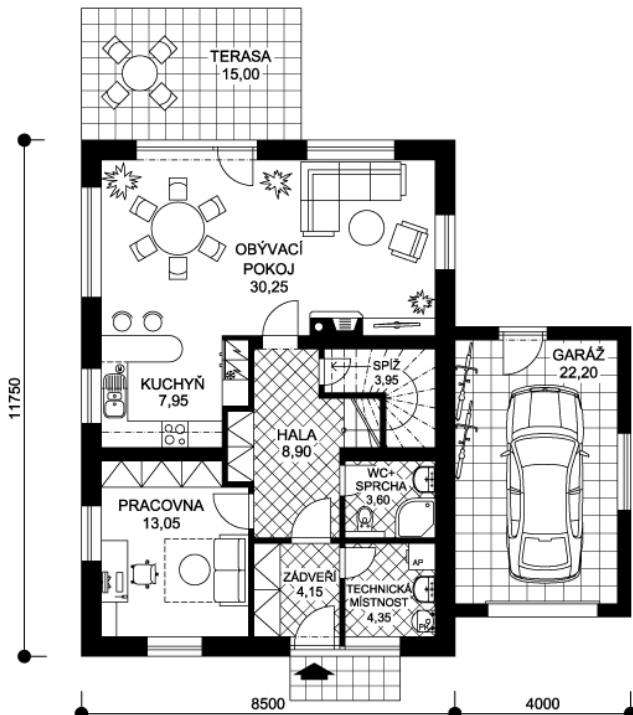 TERASA
15,00
OBÝVACÍ
POKOJ
30,25
GARÁŽ
22,20
SPÍŽ
3,95
KUCHYŇ
7,95
11750
HALA
8,90
WC+
SPRCHA
3,60
PRACOVNA
13,05
ZÁDVEŘÍ
4,15
AP
TECHNICKÁ
MÍSTNOST
4,35
PK
8500
4000